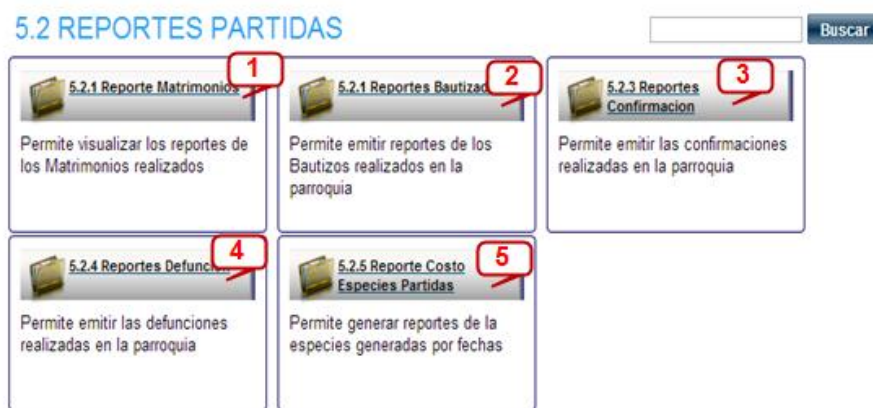 5.2 REPORTES PARTIDAS
Buscar
1
5.2.1 Reporte Matrimonios
Permite visualizar los reportes de
los Matrimonios realizados
2
5.2.1 Reportes
Permite emitir reportes de los
Bautizos realizados en la
parroquia
3
5.2.3 Reportes
Confirmacion
Permite emitir las confirmaciones
realizadas en la parroquia
4
5.2.4 Reportes
Permite emitir las defunciones
realizadas en la parroquia
5
5.2.5 Reporte Costo
Especies Partidas
Permite generar reportes de la
especies generadas por fechas